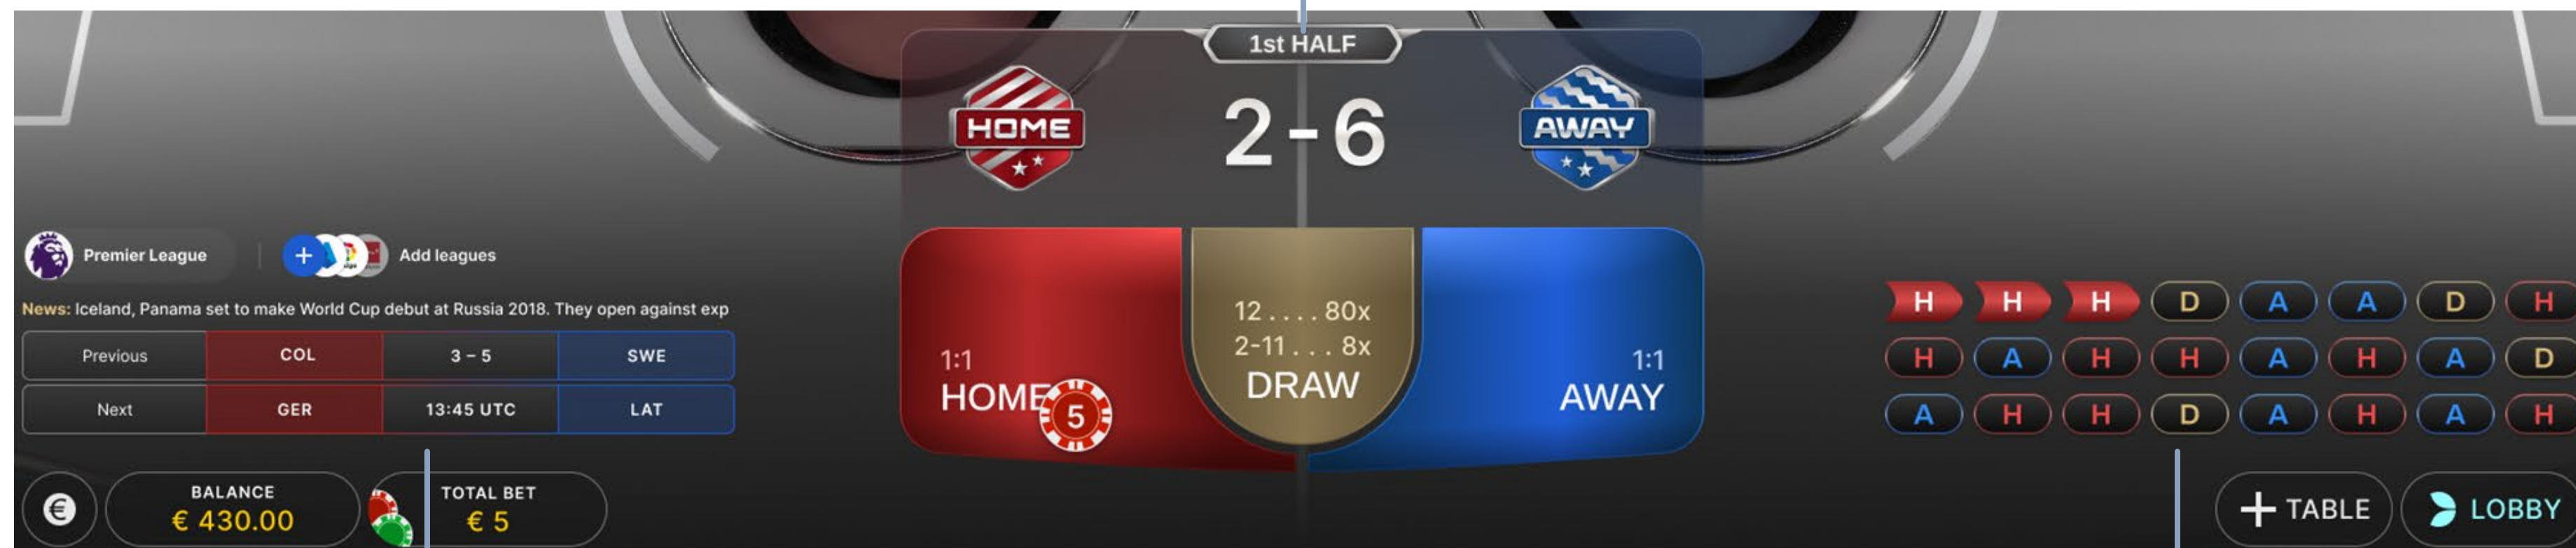 1st HALF
HOME
2-6
AWAY
Premier League
+
Add leagues
News: Iceland, Panama set to make World Cup debut at Russia 2018. They open against exp
Previous COL 3 – 5 SWE
Next GER 13:45 UTC LAT
12....80x
2-11...8x
DRAW
1:1
HOME
5
1:1
AWAY
H H H D A A D H
H A H H A H A D
A H H D A H A H
€
BALANCE
€ 430.00
TOTAL BET
€ 5
+ TABLE
LOBBY